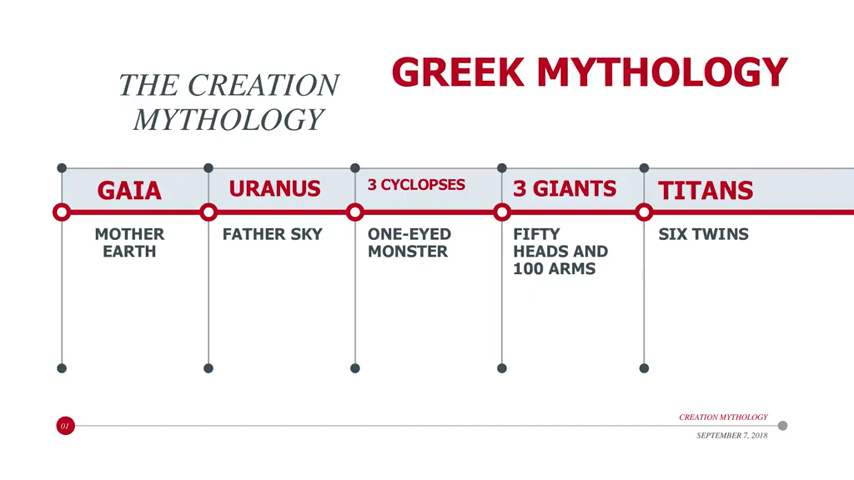 THE CREATION
MYTHOLOGY
GREEK MYTHOLOGY
GAIA
MOTHER
EARTH
URANUS
FATHER SKY
3 CYCLOPSES
ONE-EYED
MONSTER
3 GIANTS
FIFTY
HEADS AND
100 ARMS
TITANS
SIX TWINS
01
CREATION MYTHOLOGY
SEPTEMBER 7, 2018